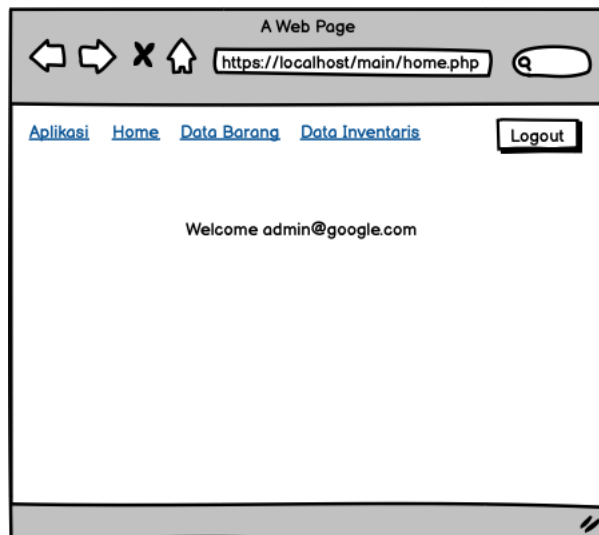 A Web Page
https://localhost/main/home.php
Aplikasi Home Data Barang Data Inventaris Logout
Welcome admin@google.com